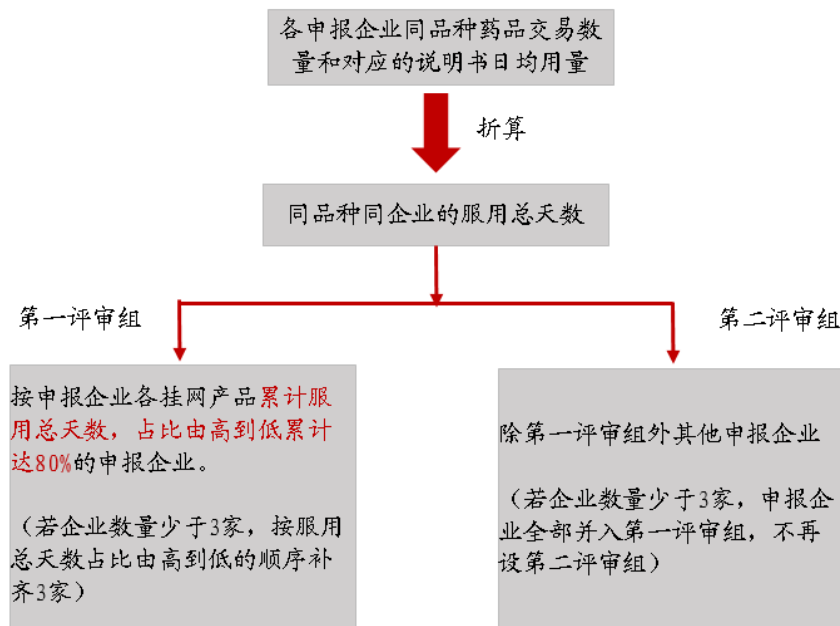 各申报企业同品种药品交易数
量和对应的说明书日均用量
折算
同品种同企业的服用总天数
第一评审组
第二评审组
按申报企业各挂网产品累计服
用总天数，占比由高到低累计
达80%的申报企业。
（若企业数量少于3家，按服用
总天数占比由高到低的顺序补
齐3家）
除第一评审组外其他申报企业
（若企业数量少于3家，申报企
业全部并入第一评审组，不再
设第二评审组）